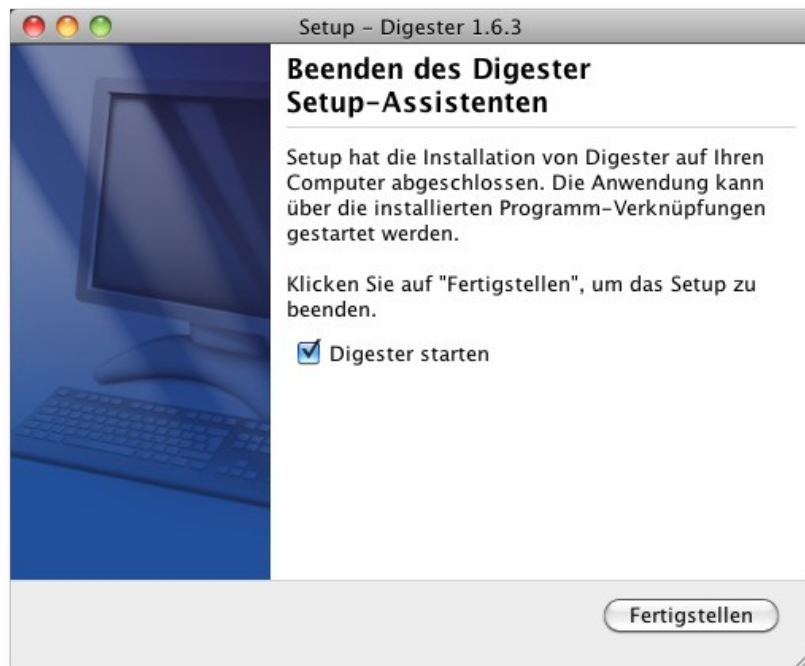 Setup – Digester 1.6.3
Beenden des Digester
Setup-Assistenten
Setup hat die Installation von Digester auf Ihren
Computer abgeschlossen. Die Anwendung kann
über die installierten Programm-Verknüpfungen
gestartet werden.
Klicken Sie auf "Fertigstellen", um das Setup zu
beenden.
Digester starten
Fertigstellen